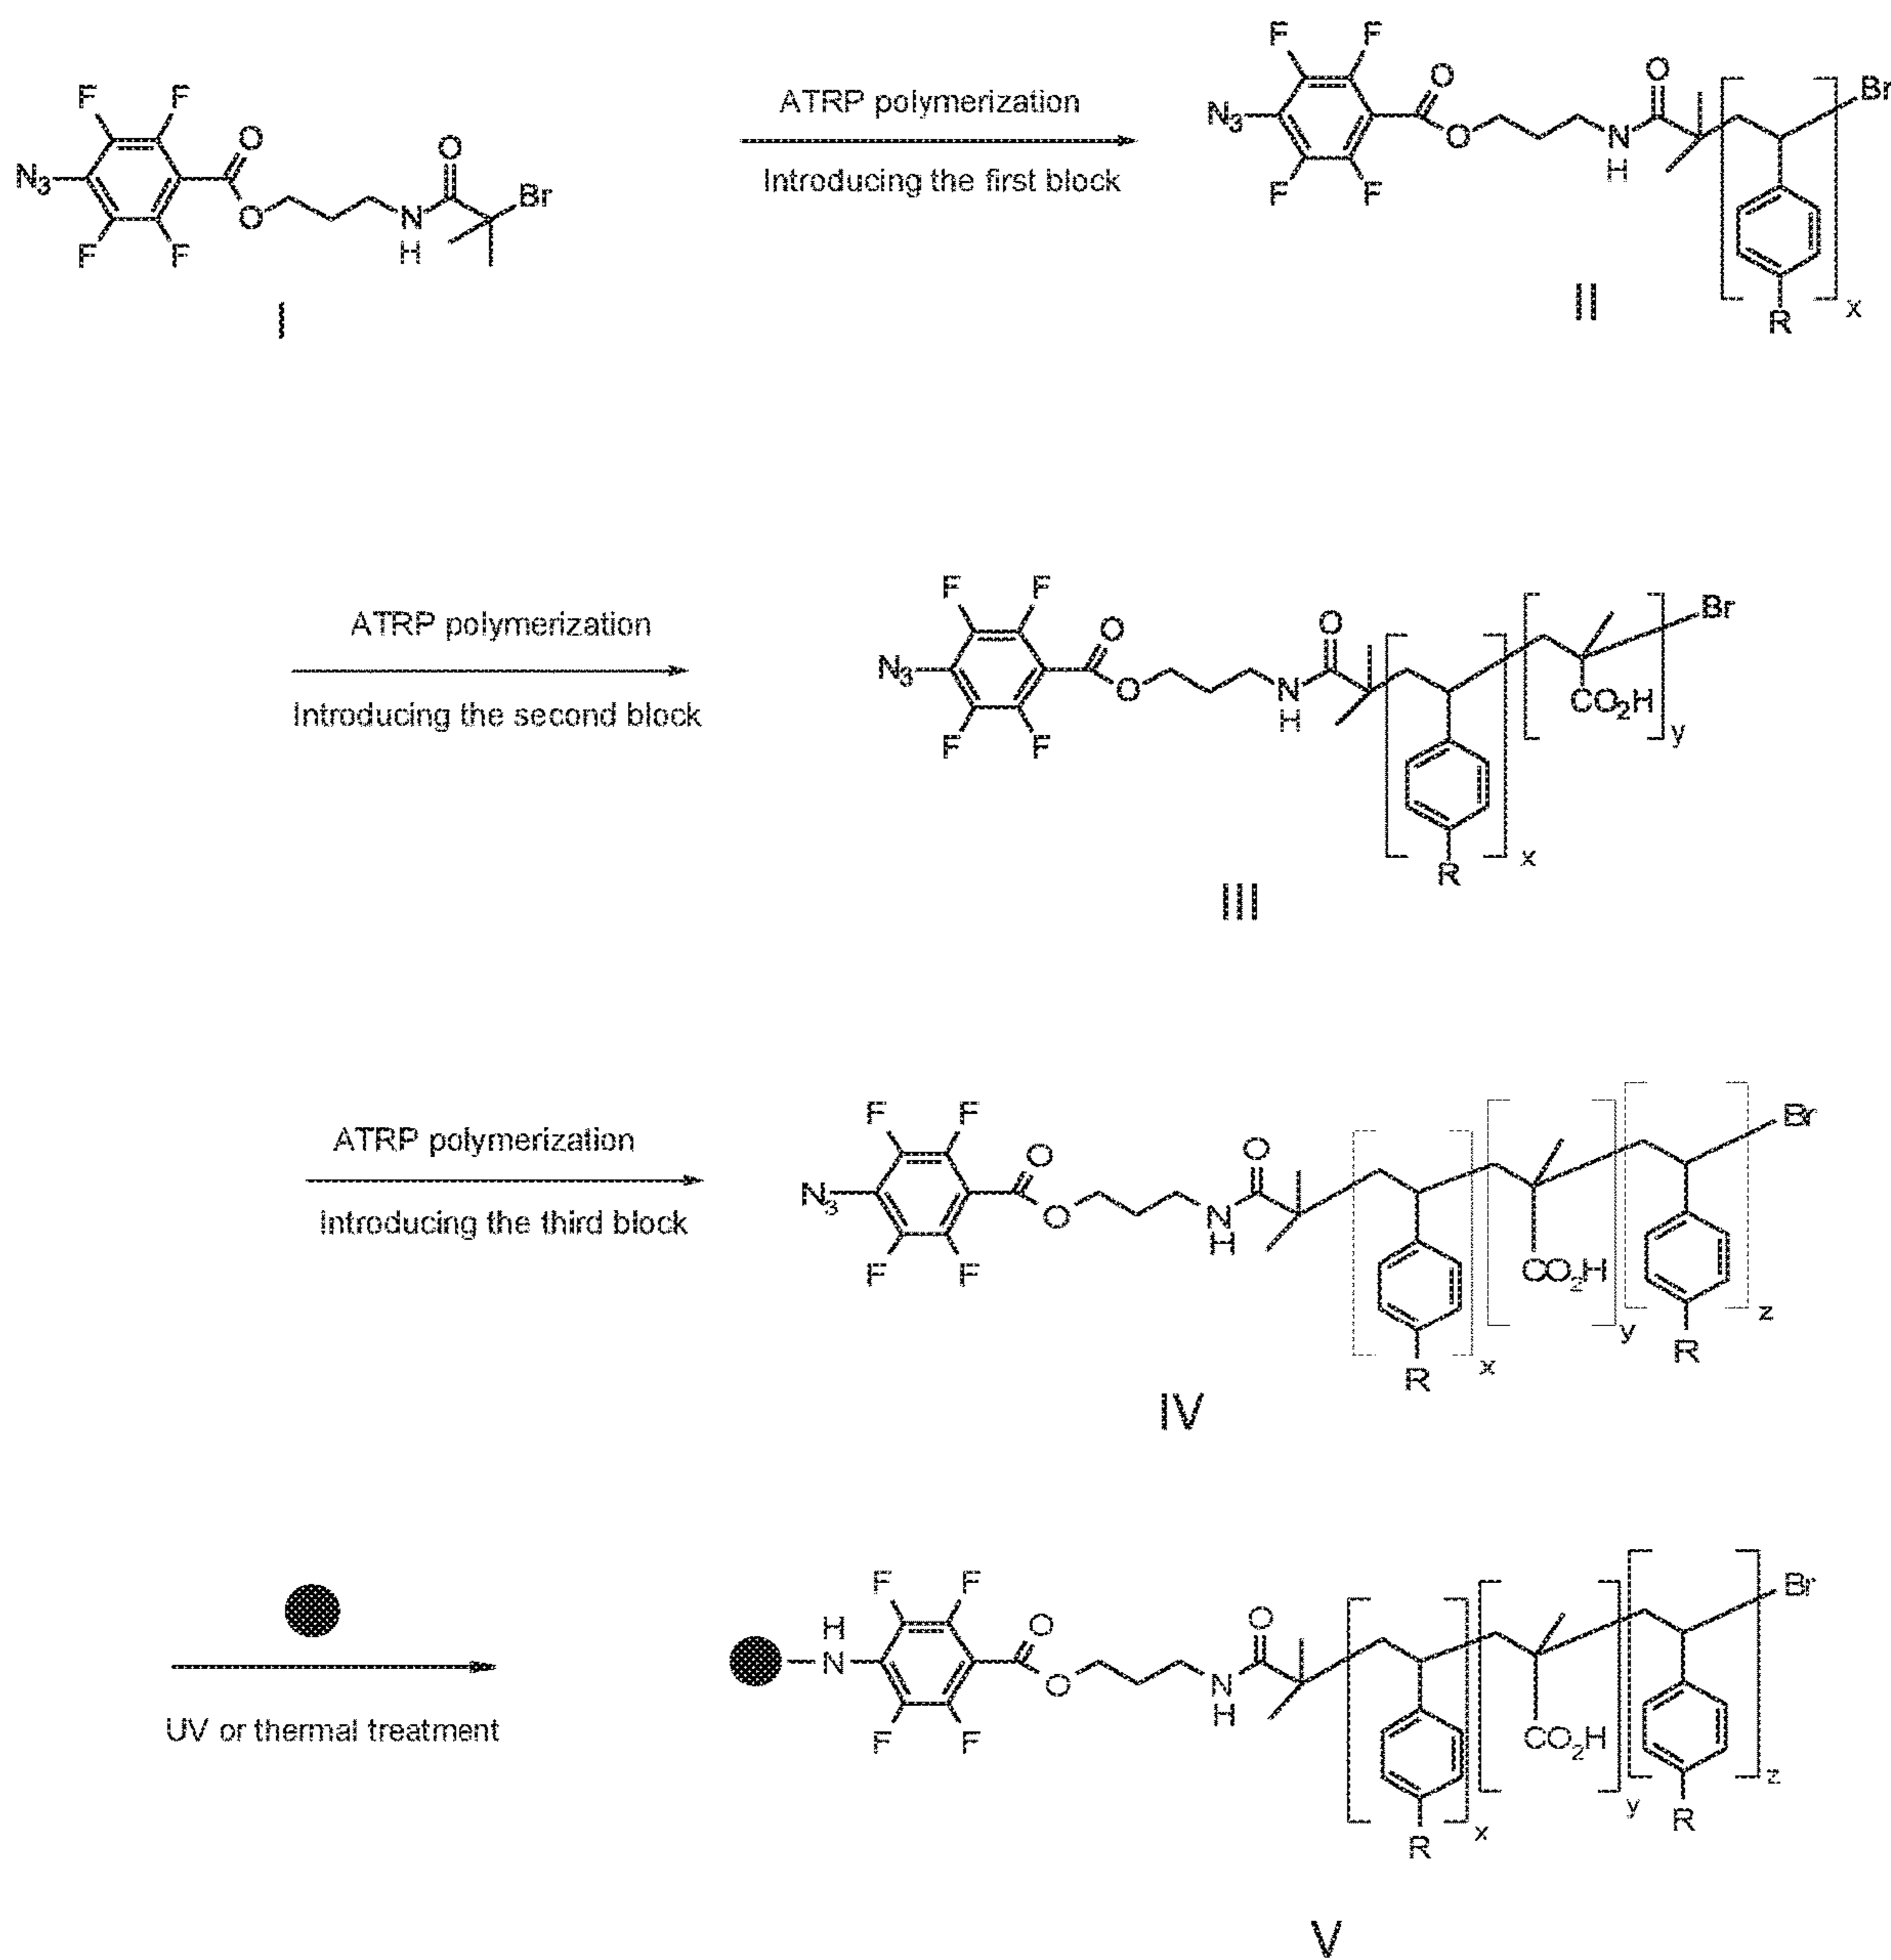 F F
N3 O O N H O Br
F F
I
ATRP polymerization
Introducing the first block
F F
N3 O O N H O Br
F F
R x
II
ATRP polymerization
Introducing the second block
F F
N3 O O N H O Br
F F
CO2H y
R x
III
ATRP polymerization
Introducing the third block
F F
N3 O O N H O Br
F F
CO2H y
R x
R z
IV
UV or thermal treatment
H N
F F
O O N H O Br
F F
CO2H y
R x
R z
V